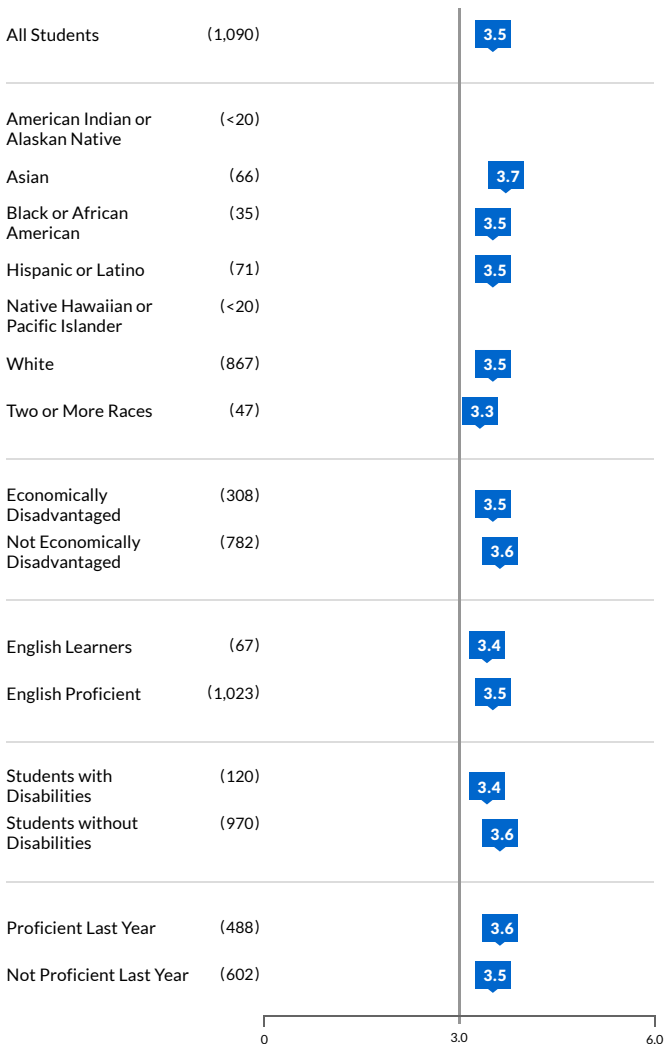 All Students (1,090) 3.5
American Indian or (<20)
Alaskan Native
Asian (66) 3.7
Black or African (35) 3.5
American
Hispanic or Latino (71) 3.5
Native Hawaiian or (<20)
Pacific Islander
White (867) 3.5
Two or More Races (47) 3.3
Economically (308) 3.5
Disadvantaged
Not Economically (782) 3.6
Disadvantaged
English Learners (67) 3.4
English Proficient (1,023) 3.5
Students with (120) 3.4
Disabilities
Students without (970) 3.6
Disabilities
Proficient Last Year (488) 3.6
Not Proficient Last Year (602) 3.5
0 3.0 6.0